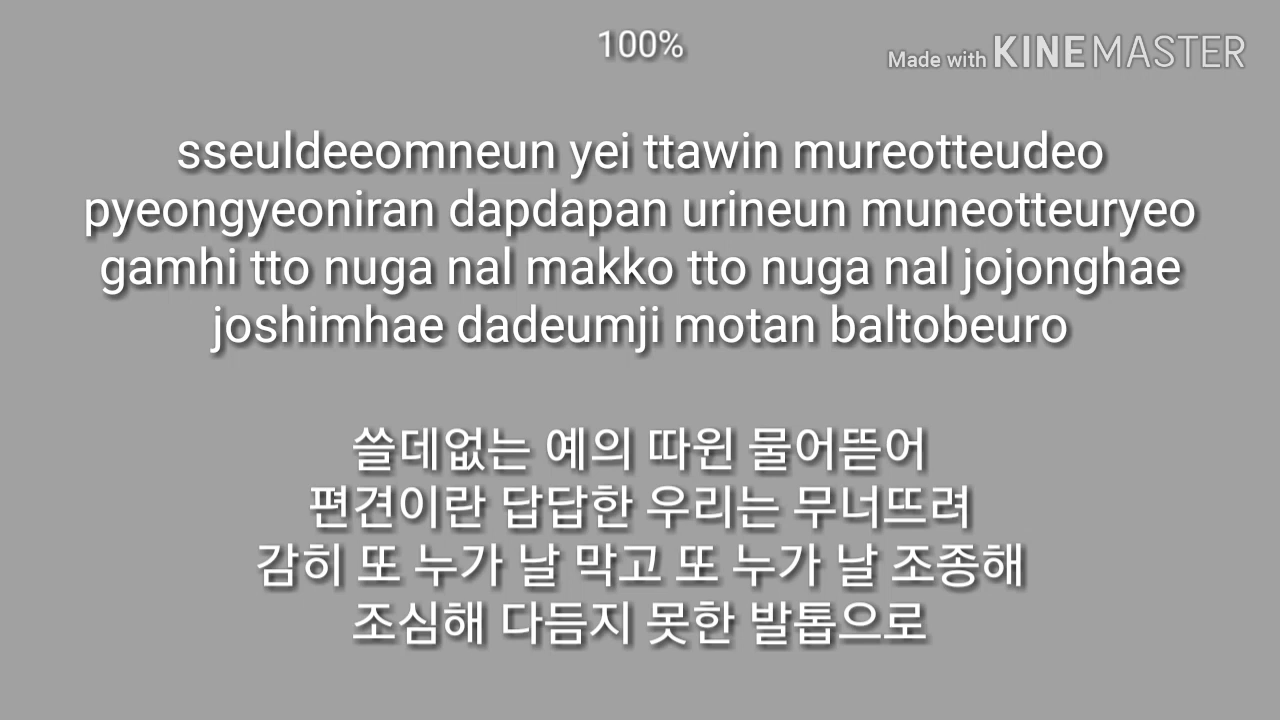 100%
Made with KINEMASTER
sseuldeeomneun yei ttawin mureotteudeo
pyeongyeoniran dapdapan urineun muneotteuryeo
gamhi tto nuga nal makko tto nuga nal jojonghae
joshimhae dadeumji motan baltobeuro
쓸데없는 예의 따윈 물어뜯어
편견이란 답답한 우리는 무너뜨려
감히 또 누가 날 막고 또 누가 날 조종해
조심해 다듬지 못한 발톱으로